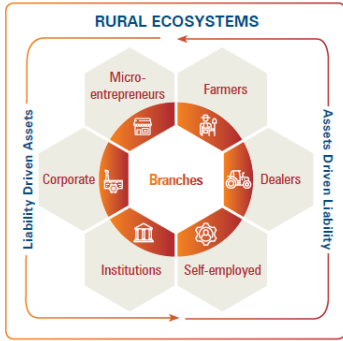 RURAL ECOSYSTEMS
Liability Driven Assets
Micro-
entrepreneurs
Farmers
Corporate
Branches
Dealers
Institutions
Self-employed
Assets Driven Liability